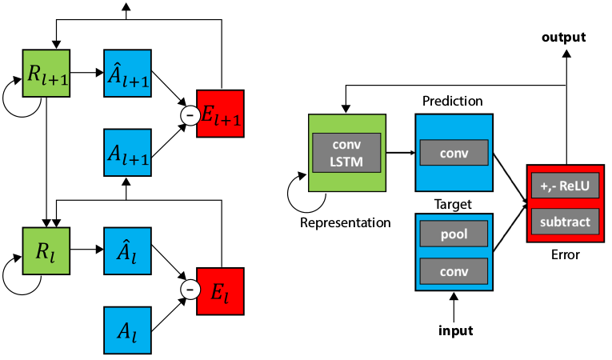 R_{l+1}
Â_{l+1}
E_{l+1}
-
A_{l+1}
R_l
Â_l
-
E_l
A_l
output
Prediction
conv
LSTM
conv
Representation
Target
+,- ReLU
subtract
Error
pool
conv
input